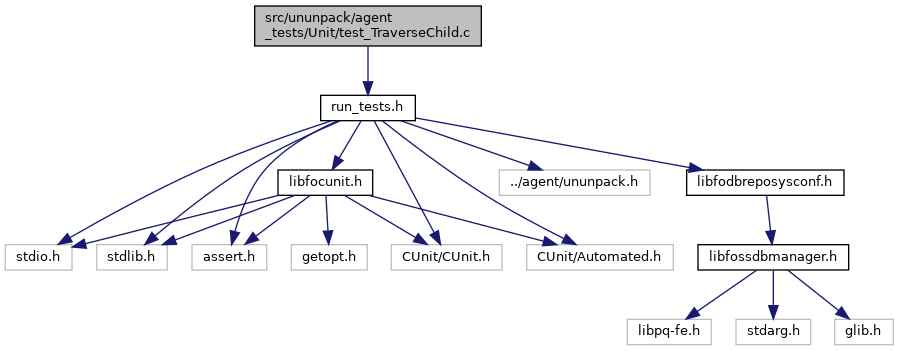 src/ununpack/agent
_tests/Unit/test_TraverseChild.c
run_tests.h
libfocunit.h
../agent/ununpack.h
libfodbreposysconf.h
stdio.h
stdlib.h
assert.h
getopt.h
CUnit/CUnit.h
CUnit/Automated.h
libfossdbmanager.h
libpq-fe.h
stdarg.h
glib.h